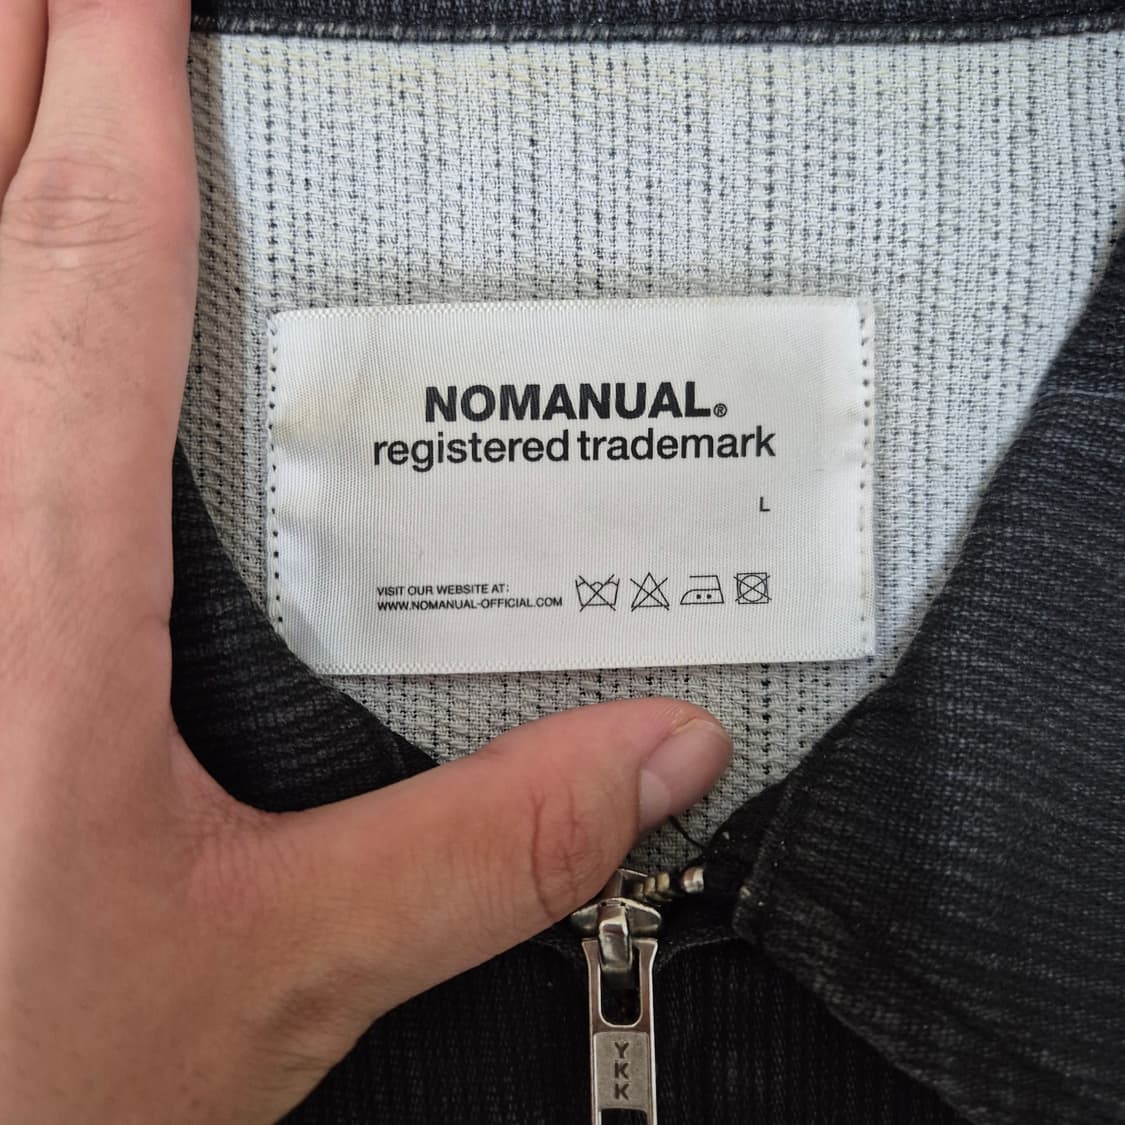 NOMANUAL®
registered trademark
L
VISIT OUR WEBSITE AT:
WWW.NOMANUAL-OFFICIAL.COM
YKK